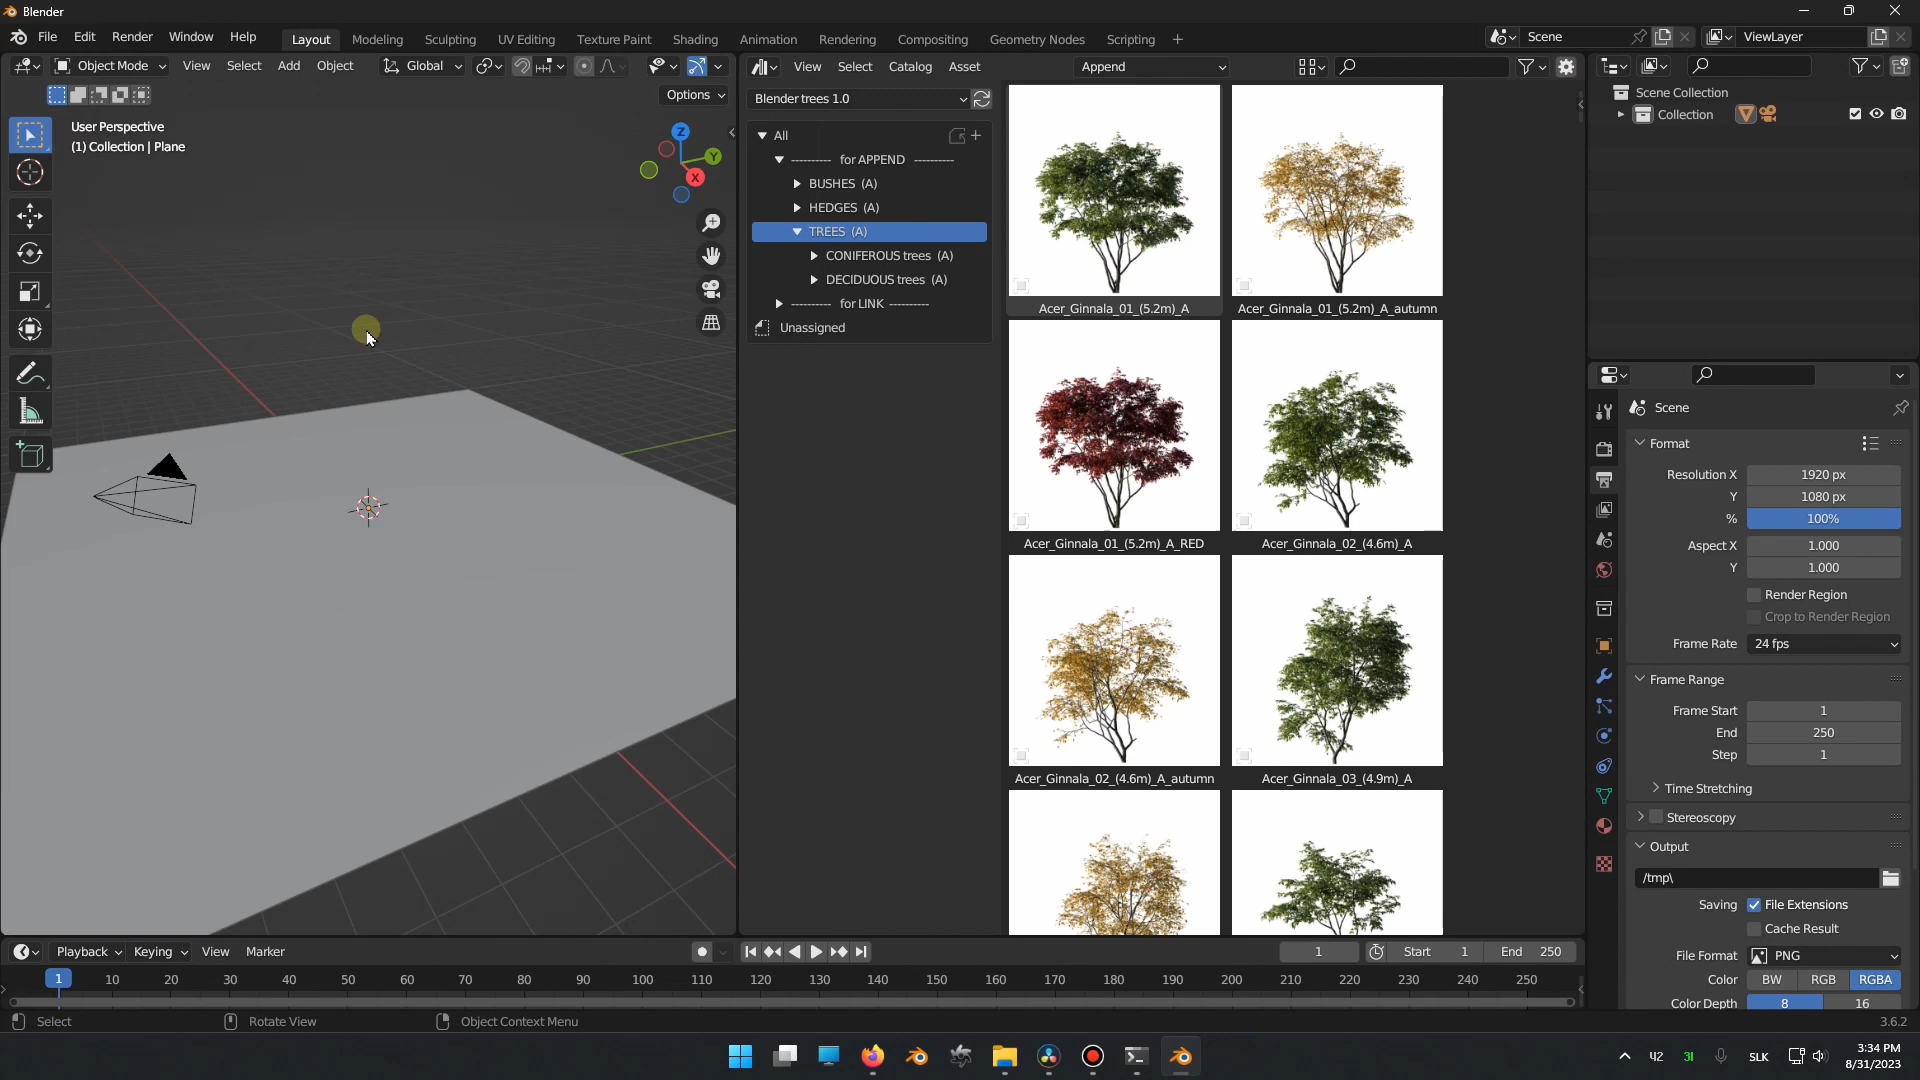 Blender
File Edit Render Window Help
Layout Modeling Sculpting UV Editing Texture Paint Shading Animation Rendering Compositing Geometry Nodes Scripting +
Scene
ViewLayer
Object Mode View Select Add Object Global
Options
User Perspective
(1) Collection | Plane
Z
Y
X
View Select Catalog Asset
Append
Blender trees 1.0
All
---------- for APPEND ----------
BUSHES (A)
HEDGES (A)
TREES (A)
CONIFEROUS trees (A)
DECIDUOUS trees (A)
---------- for LINK ----------
Unassigned
Acer_Ginnala_01_(5.2m)_A
Acer_Ginnala_01_(5.2m)_A_autumn
Acer_Ginnala_01_(5.2m)_A_RED
Acer_Ginnala_02_(4.6m)_A
Acer_Ginnala_02_(4.6m)_A_autumn
Acer_Ginnala_03_(4.9m)_A
Scene Collection
Collection
Scene
Format
Resolution X 1920 px
Y 1080 px
% 100%
Aspect X 1.000
Y 1.000
Render Region
Crop to Render Region
Frame Rate 24 fps
Frame Range
Frame Start 1
End 250
Step 1
Time Stretching
Stereoscopy
Output
/tmp\
Saving File Extensions
Cache Result
File Format PNG
Color BW RGB RGBA
Color Depth 8 16
Playback Keying View Marker
1 Start 1 End 250
1 10 20 30 40 50 60 70 80 90 100 110 120 130 140 150 160 170 180 190 200 210 220 230 240 250
Select Rotate View Object Context Menu
3.6.2
SLK
3:34 PM
8/31/2023